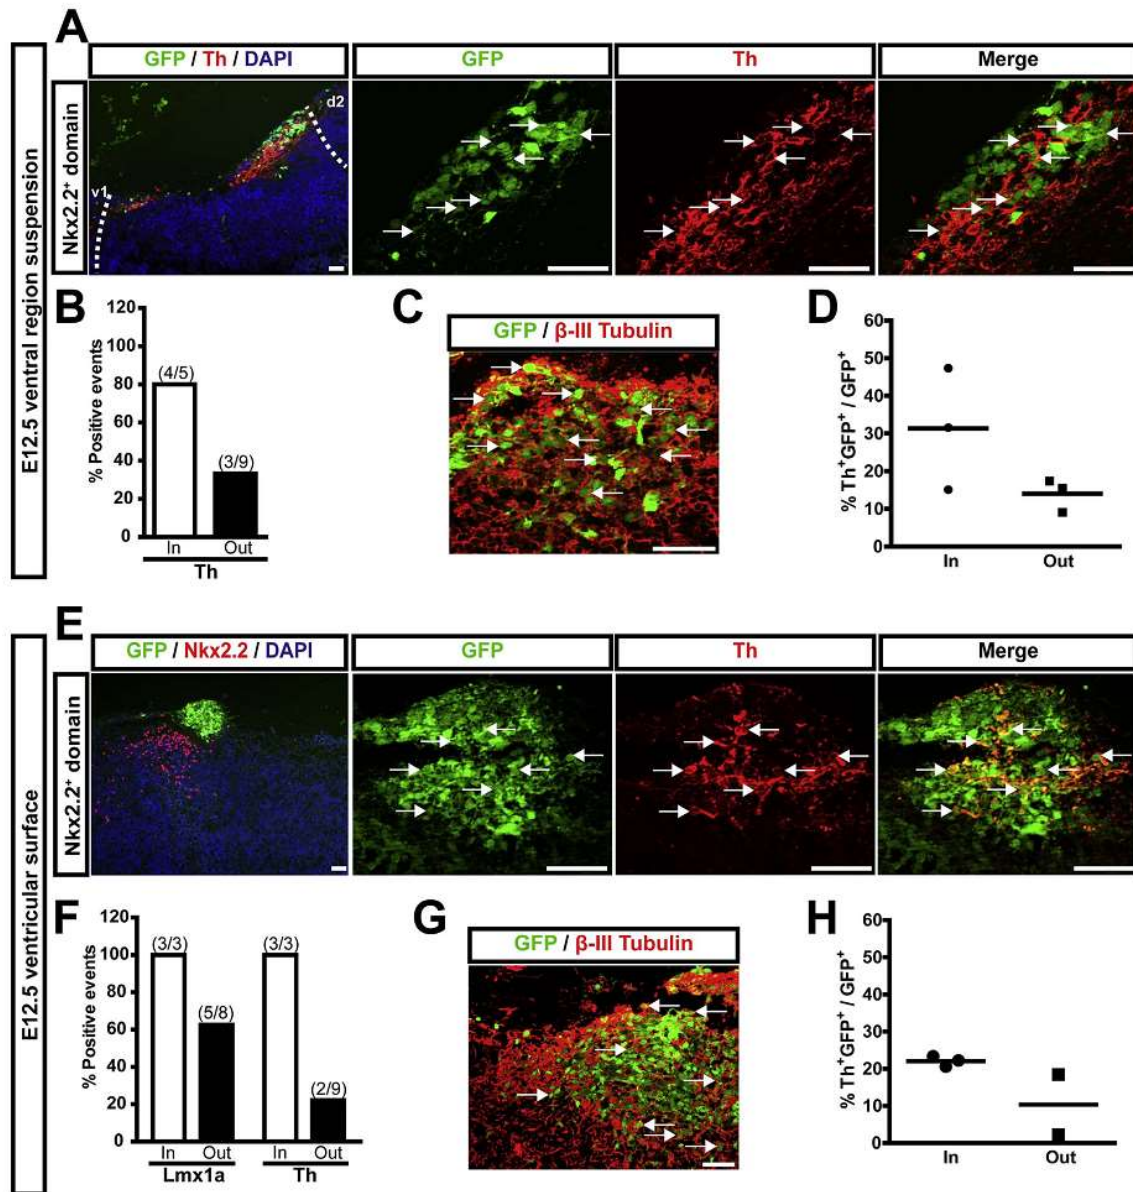 A
GFP / Th / DAPI
GFP
Th
Merge
E12.5 ventral region suspension
Nkx2.2⁺ domain
v1
d2
B
% Positive events
120
100
80
60
40
20
0
(4/5)
(3/9)
In
Out
Th
C
GFP / β-III Tubulin
D
% Th⁺GFP⁺ / GFP⁺
60
50
40
30
20
10
0
In
Out
E
GFP / Nkx2.2 / DAPI
GFP
Th
Merge
E12.5 ventricular surface
Nkx2.2⁺ domain
F
% Positive events
120
100
80
60
40
20
0
(3/3)
(5/8)
(3/3)
(2/9)
In
Out
In
Out
Lmx1a
Th
G
GFP / β-III Tubulin
H
% Th⁺GFP⁺ / GFP⁺
60
50
40
30
20
10
0
In
Out